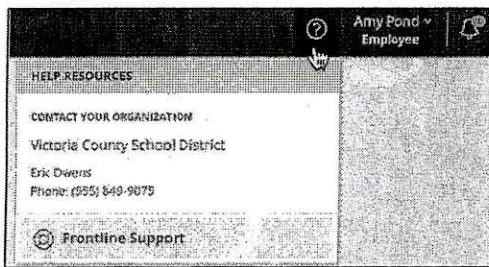 Amy Pond
Employee
HELP RESOURCES
CONTACT YOUR ORGANIZATION
Victoria County School District
Eric Owens
Phone: (555) 849-9075
Frontline Support